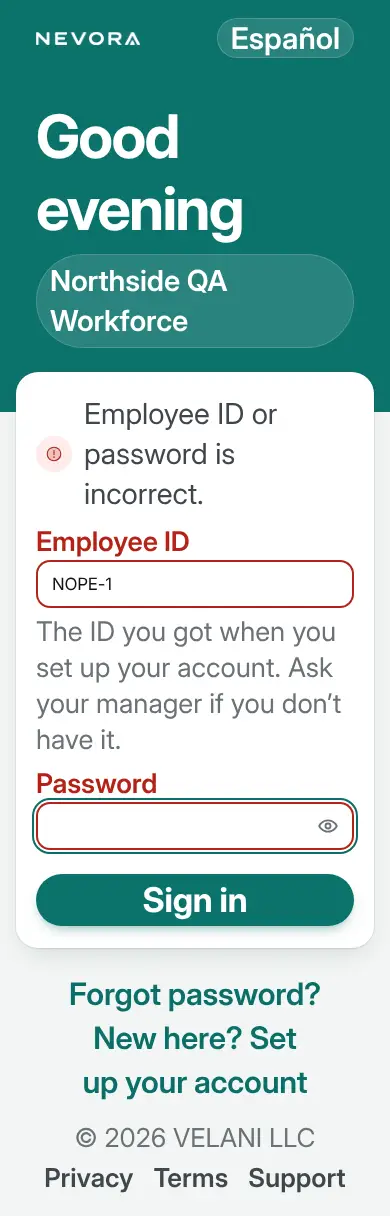 NEVORA
Español
Good
evening
Northside QA
Workforce
Employee ID or
password is
incorrect.
Employee ID
NOPE-1
The ID you got when you
set up your account. Ask
your manager if you don’t
have it.
Password
Sign in
Forgot password?
New here? Set
up your account
© 2026 VELANI LLC
Privacy Terms Support